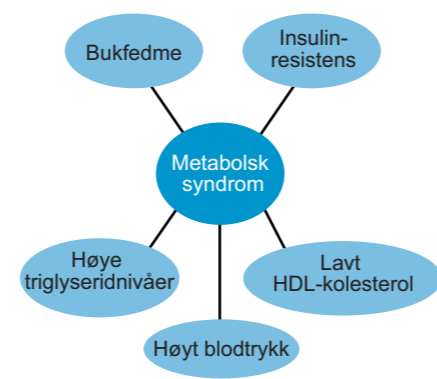 Bukfedme
Insulin-
resistens
Metabolsk
syndrom
Høye
triglyseridnivåer
Lavt
HDL-kolesterol
Høyt blodtrykk